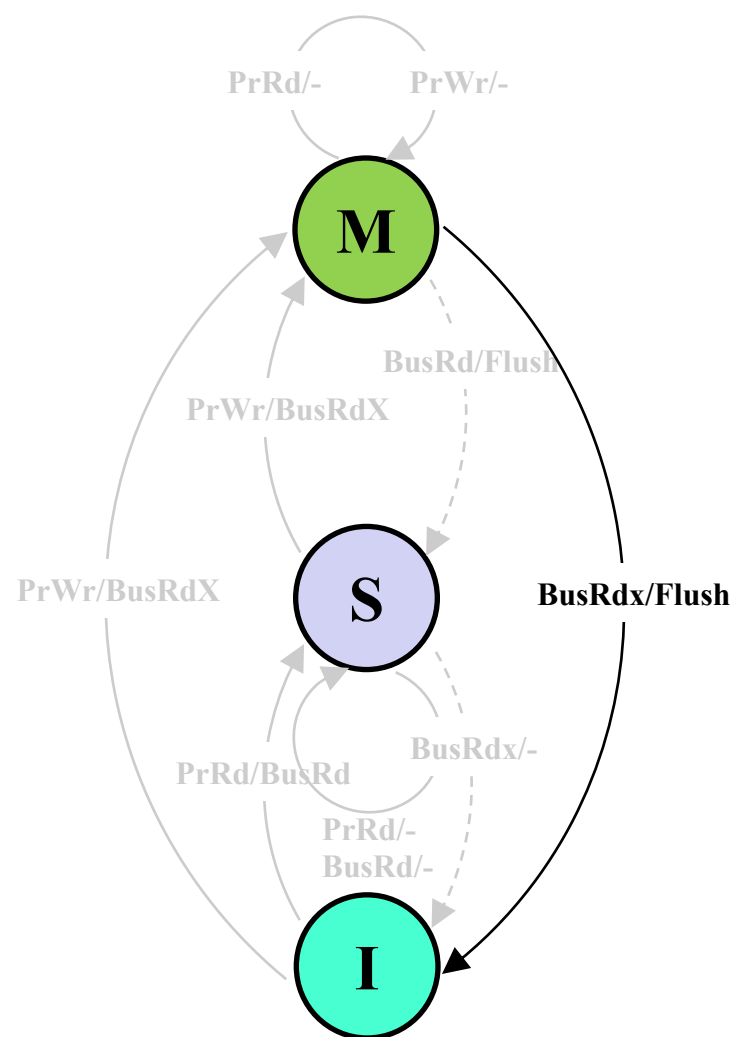 PrRd/- PrWr/-
M
BusRd/Flush
PrWr/BusRdX
PrWr/BusRdX
S
BusRdx/Flush
BusRdx/-
PrRd/BusRd
PrRd/-
BusRd/-
I